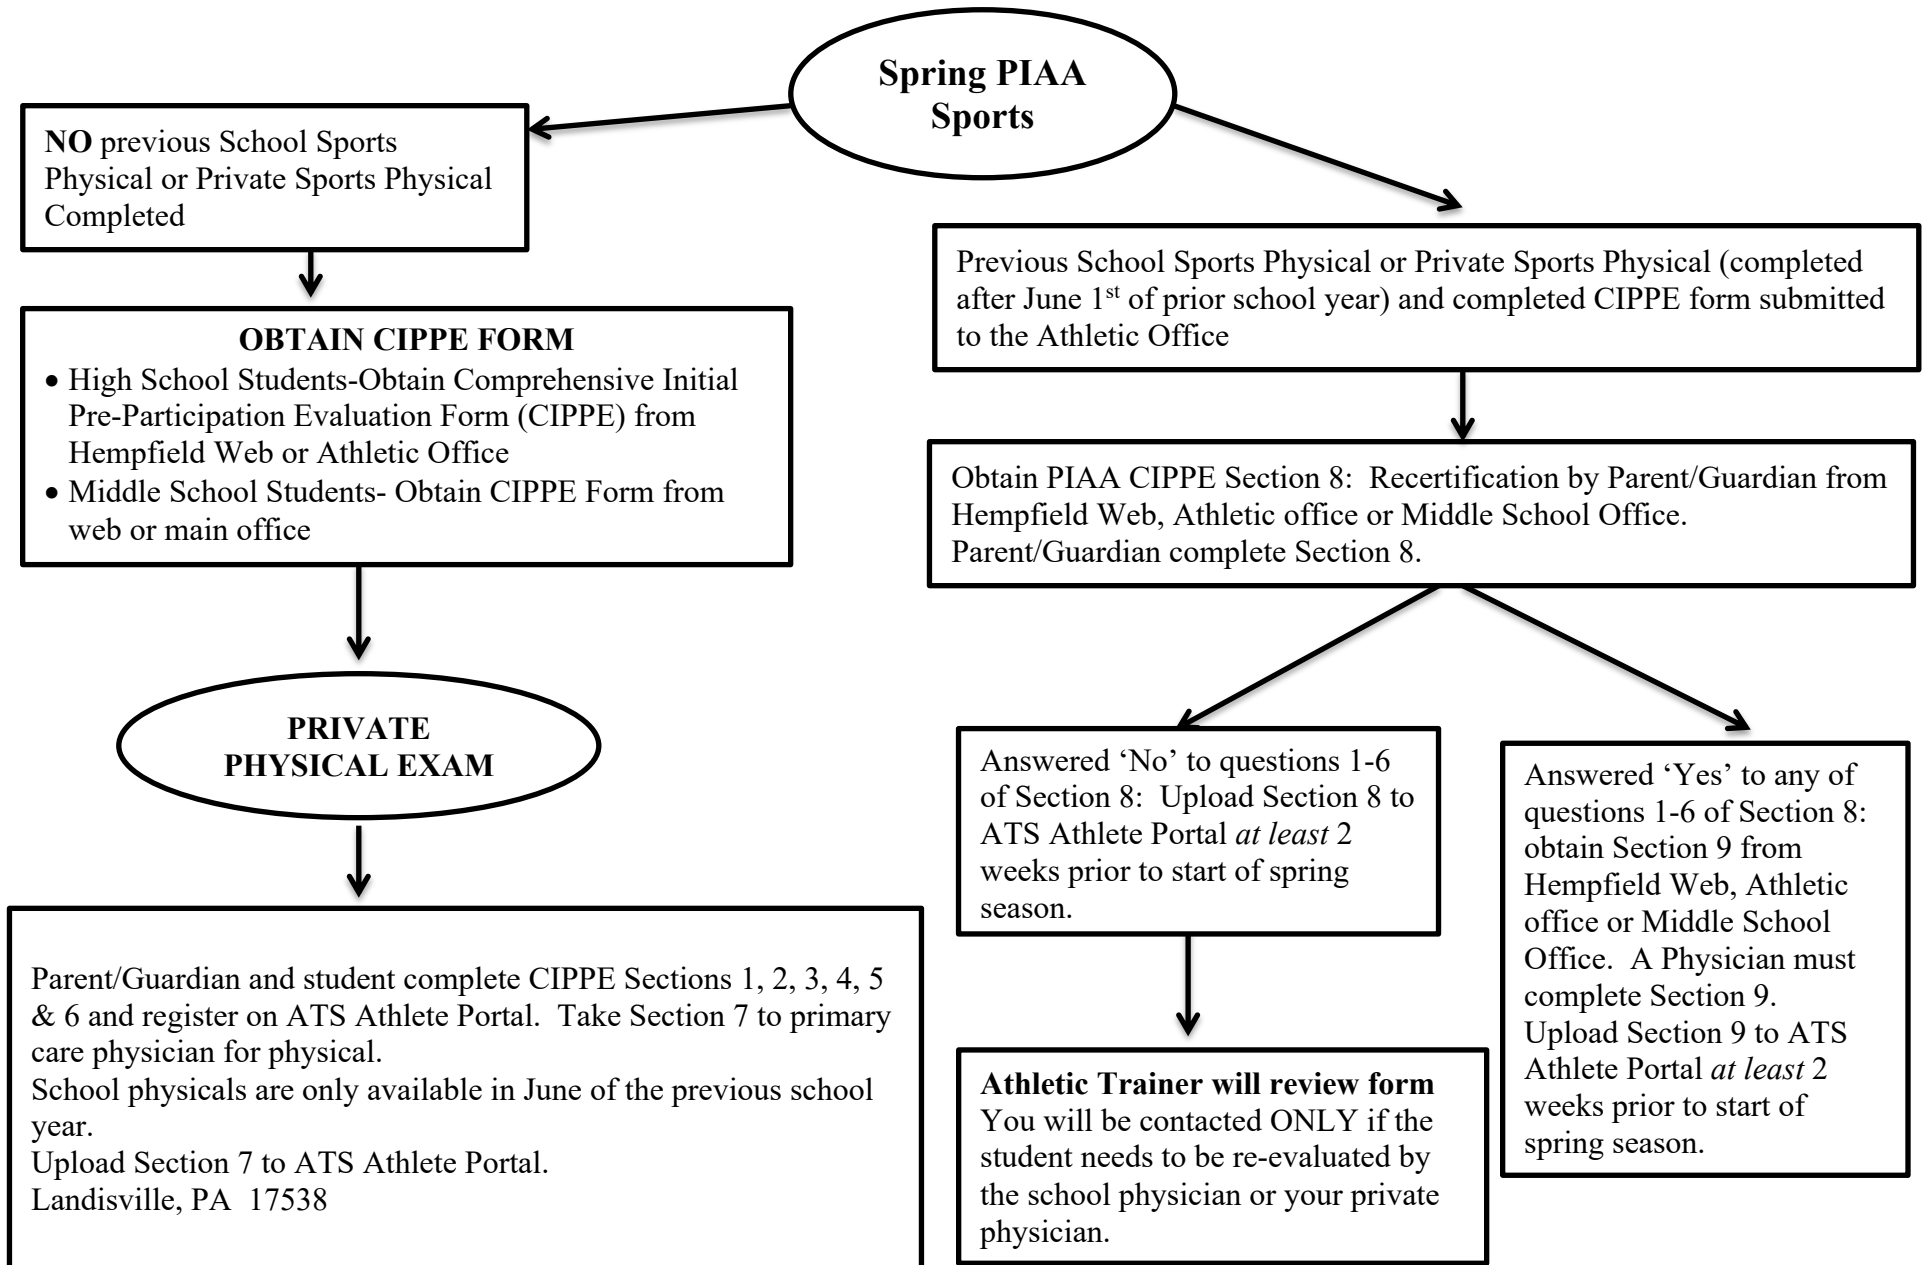 Spring PIAA
Sports
NO previous School Sports
Physical or Private Sports Physical
Completed
OBTAIN CIPPE FORM
• High School Students-Obtain Comprehensive Initial
Pre-Participation Evaluation Form (CIPPE) from
Hempfield Web or Athletic Office
• Middle School Students- Obtain CIPPE Form from
web or main office
PRIVATE
PHYSICAL EXAM
Parent/Guardian and student complete CIPPE Sections 1, 2, 3, 4, 5
& 6 and register on ATS Athlete Portal.  Take Section 7 to primary
care physician for physical.
School physicals are only available in June of the previous school
year.
Upload Section 7 to ATS Athlete Portal.
Landisville, PA  17538
Previous School Sports Physical or Private Sports Physical (completed
after June 1st of prior school year) and completed CIPPE form submitted
to the Athletic Office
Obtain PIAA CIPPE Section 8:  Recertification by Parent/Guardian from
Hempfield Web, Athletic office or Middle School Office.
Parent/Guardian complete Section 8.
Answered ‘No’ to questions 1-6
of Section 8:  Upload Section 8 to
ATS Athlete Portal at least 2
weeks prior to start of spring
season.
Athletic Trainer will review form
You will be contacted ONLY if the
student needs to be re-evaluated by
the school physician or your private
physician.
Answered ‘Yes’ to any of
questions 1-6 of Section 8:
obtain Section 9 from
Hempfield Web, Athletic
office or Middle School
Office.  A Physician must
complete Section 9.
Upload Section 9 to ATS
Athlete Portal at least 2
weeks prior to start of
spring season.